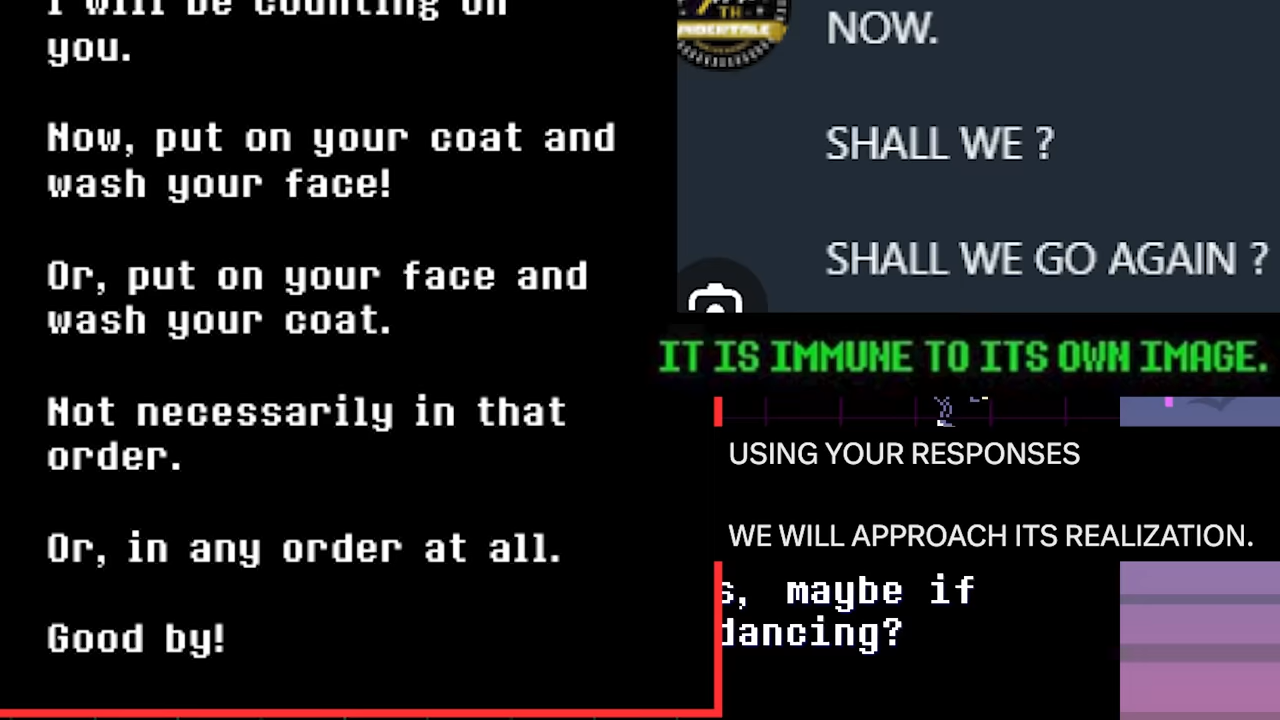 I will be counting on
you.
Now, put on your coat and
wash your face!
Or, put on your face and
wash your coat.
Not necessarily in that
order.
Or, in any order at all.
Good by!
TH
UNDERTALE
NOW.
SHALL WE ?
SHALL WE GO AGAIN ?
IT IS IMMUNE TO ITS OWN IMAGE.
USING YOUR RESPONSES
WE WILL APPROACH ITS REALIZATION.
s, maybe if
dancing?